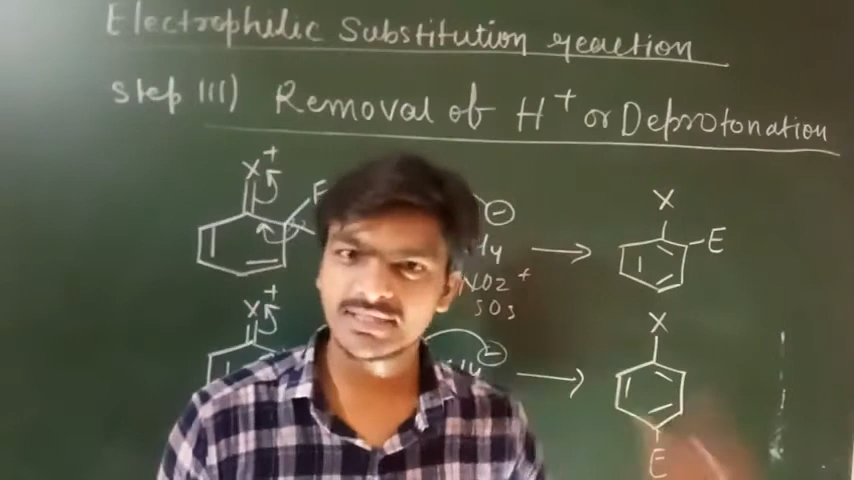 Electrophilic Substitution reaction
Step III) Removal of H+ or Deprotonation
X+
E
X
E
NO2+
SO3
X+
X
E